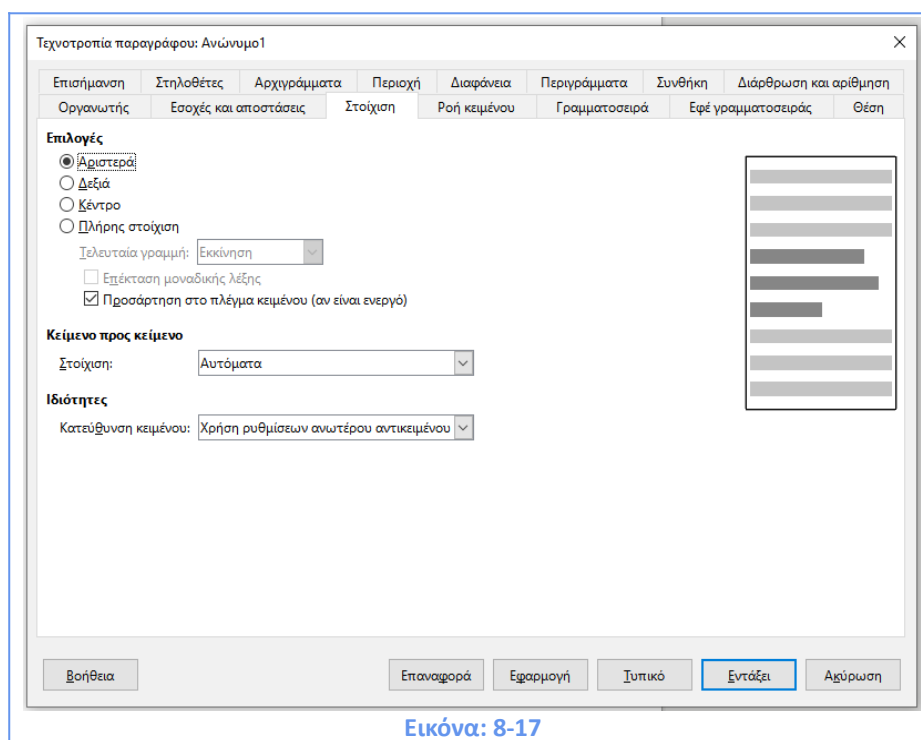 Τεχνοτροπία παραγράφου: Ανώνυμο1
Επισήμανση Στηλοθέτες Αρχιγράμματα Περιοχή Διαφάνεια Περιγράμματα Συνθήκη Διάρθρωση και αρίθμηση
Οργανωτής Εσοχές και αποστάσεις Στοίχιση Ροή κειμένου Γραμματοσειρά Εφέ γραμματοσειράς Θέση
Επιλογές
Αριστερά
Δεξιά
Κέντρο
Πλήρης στοίχιση
Τελευταία γραμμή: Εκκίνηση
Επέκταση μοναδικής λέξης
Προσάρτηση στο πλέγμα κειμένου (αν είναι ενεργό)
Κείμενο προς κείμενο
Στοίχιση: Αυτόματα
Ιδιότητες
Κατεύθυνση κειμένου: Χρήση ρυθμίσεων ανωτέρου αντικειμένου
Βοήθεια Επαναφορά Εφαρμογή Τυπικό Εντάξει Ακύρωση
Εικόνα: 8-17